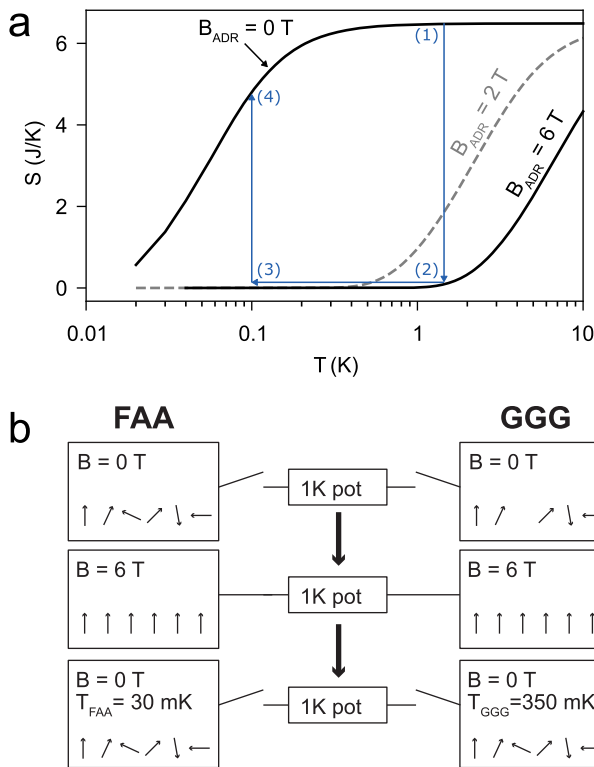 a
B_ADR = 0 T
(1)
(4)
B_ADR = 2 T
B_ADR = 6 T
(3)
(2)
S (J/K)
6
4
2
0
0.01
0.1
1
10
T (K)
b
FAA
GGG
B = 0 T
1K pot
B = 0 T
B = 6 T
1K pot
B = 6 T
B = 0 T
T_FAA= 30 mK
1K pot
B = 0 T
T_GGG=350 mK